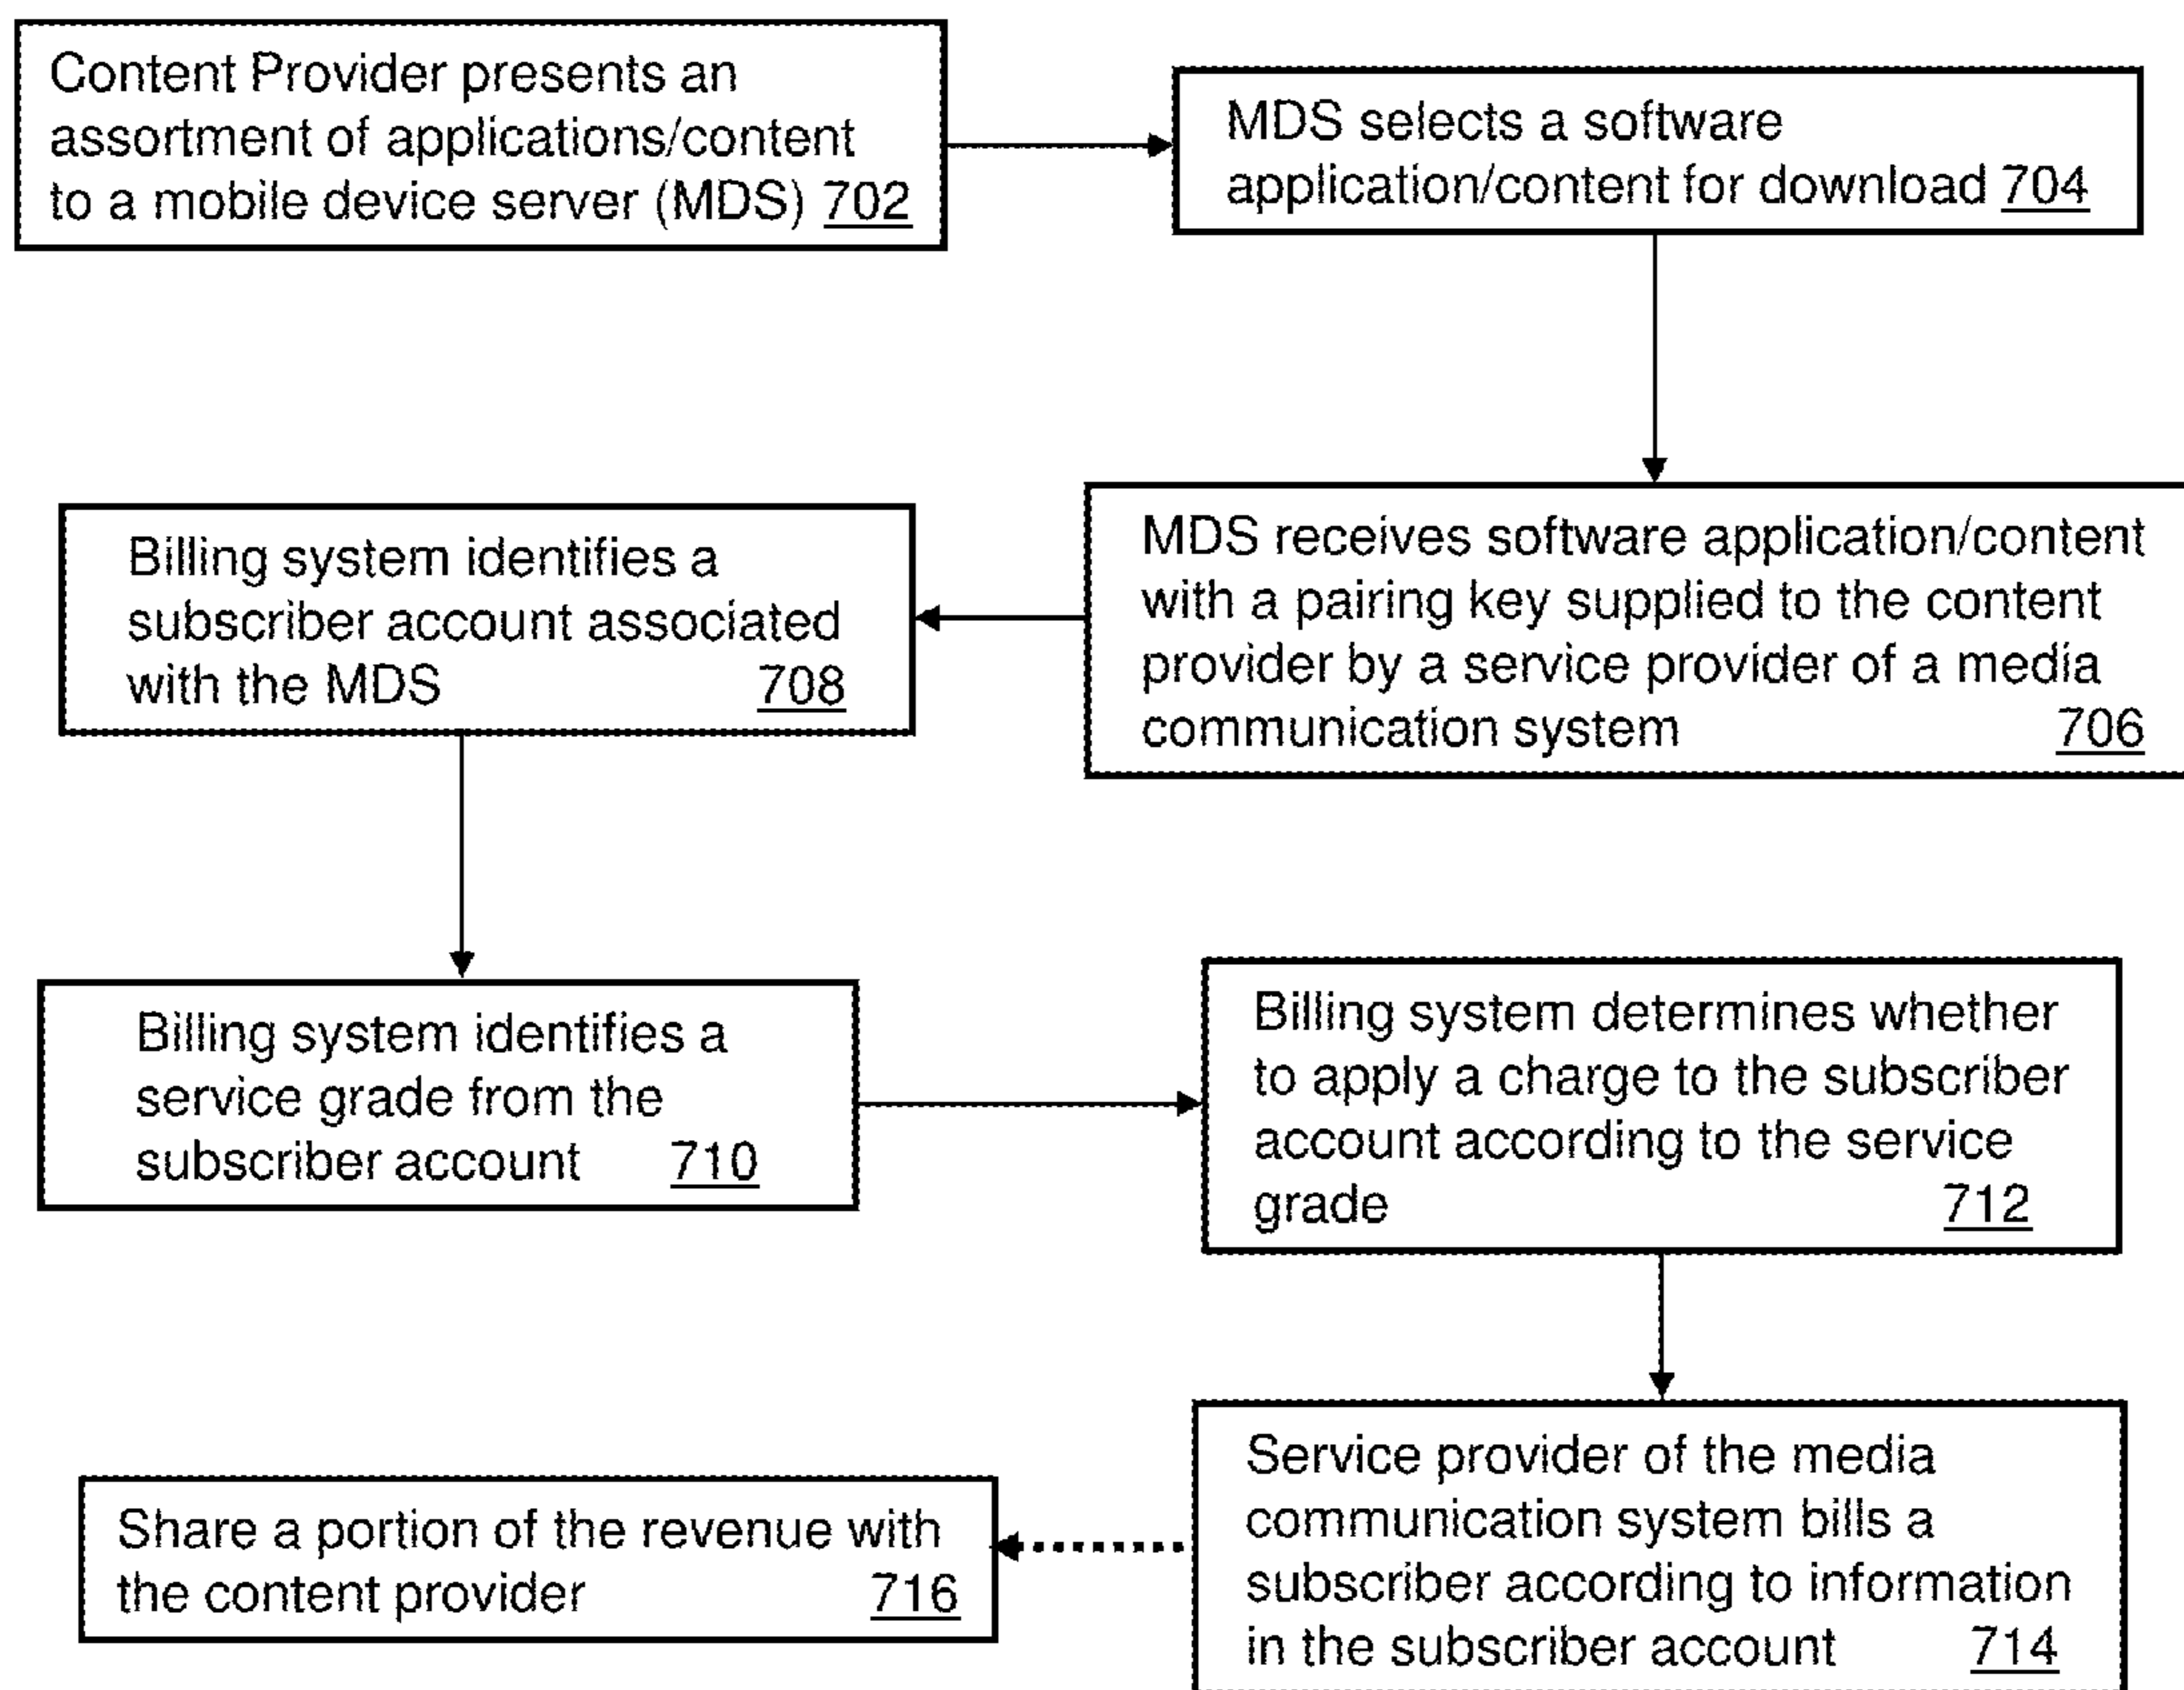 Content Provider presents an
assortment of applications/content
to a mobile device server (MDS) 702
MDS selects a software
application/content for download 704
MDS receives software application/content
with a pairing key supplied to the content
provider by a service provider of a media
communication system 706
Billing system identifies a
subscriber account associated
with the MDS 708
Billing system identifies a
service grade from the
subscriber account 710
Billing system determines whether
to apply a charge to the subscriber
account according to the service
grade 712
Service provider of the media
communication system bills a
subscriber according to information
in the subscriber account 714
Share a portion of the revenue with
the content provider 716